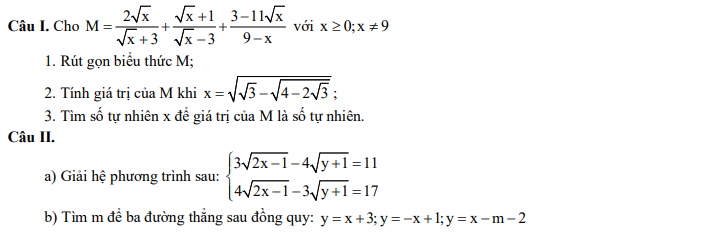 Câu I. Cho M = \frac{2\sqrt{x}}{\sqrt{x}+3} + \frac{\sqrt{x}+1}{\sqrt{x}-3} + \frac{3-11\sqrt{x}}{9-x} với x ≥ 0; x ≠ 9
1. Rút gọn biểu thức M;
2. Tính giá trị của M khi x = \sqrt{\sqrt{3}-\sqrt{4-2\sqrt{3}}} ;
3. Tìm số tự nhiên x để giá trị của M là số tự nhiên.
Câu II.
a) Giải hệ phương trình sau: \begin{cases} 3\sqrt{2x-1}-4\sqrt{y+1}=11 \\ 4\sqrt{2x-1}-3\sqrt{y+1}=17 \end{cases}
b) Tìm m để ba đường thẳng sau đồng quy: y = x + 3; y = −x + 1; y = x − m − 2